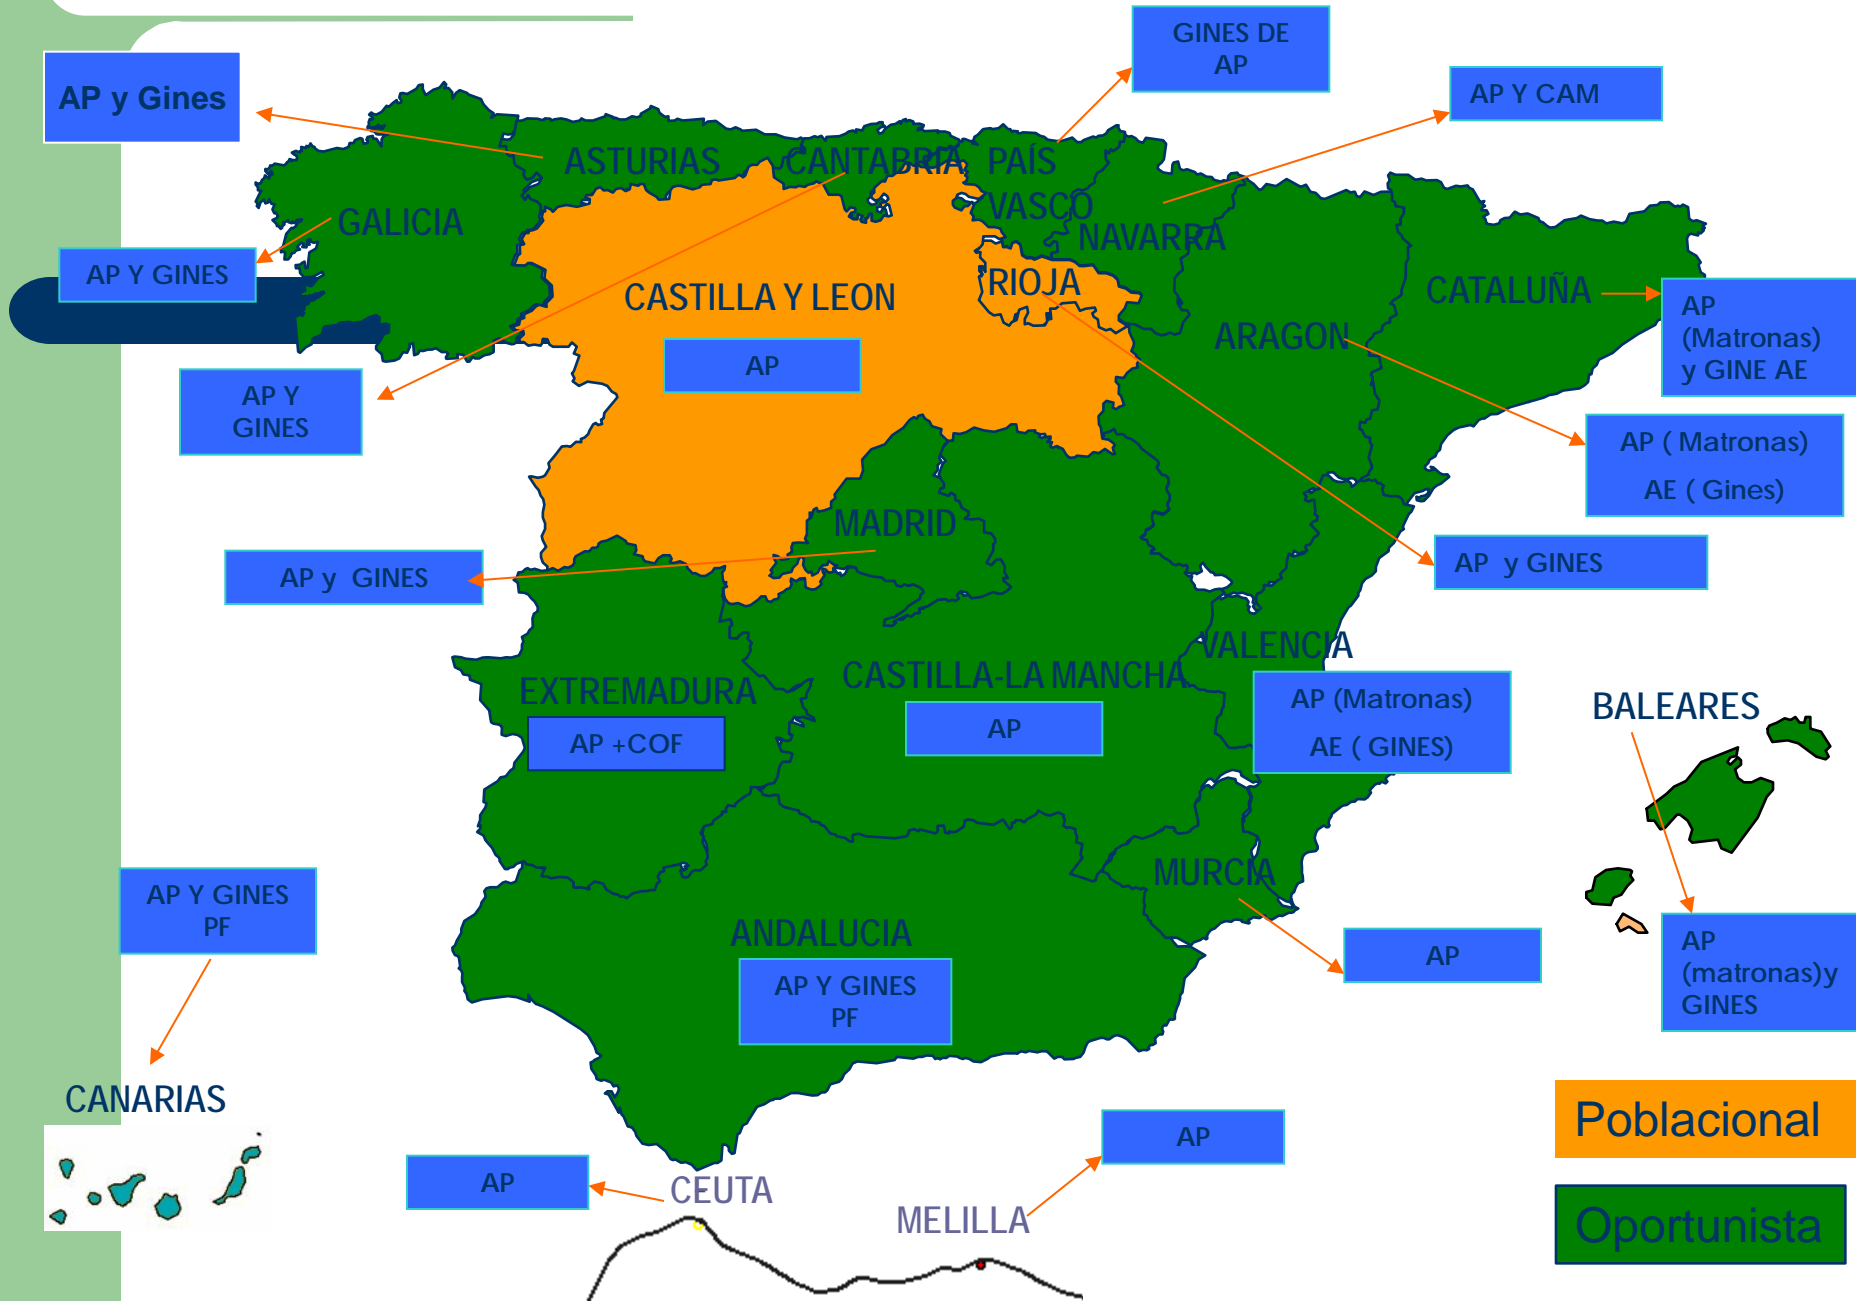 GINES DE
AP
AP y Gines
AP Y CAM
ASTURIAS
CANTABRIA
PAÍS
VASCO
GALICIA
NAVARRA
AP Y GINES
CASTILLA Y LEON
RIOJA
CATALUÑA
AP
(Matronas)
y GINE AE
ARAGON
AP
AP Y
GINES
AP ( Matronas)
AE ( Gines)
MADRID
AP y GINES
AP y GINES
VALENCIA
CASTILLA-LA MANCHA
EXTREMADURA
AP (Matronas)
AE ( GINES)
BALEARES
AP
AP +COF
MURCIA
AP Y GINES
PF
ANDALUCIA
AP
AP
(matronas)y
GINES
AP Y GINES
PF
CANARIAS
Poblacional
AP
AP
CEUTA
MELILLA
Oportunista